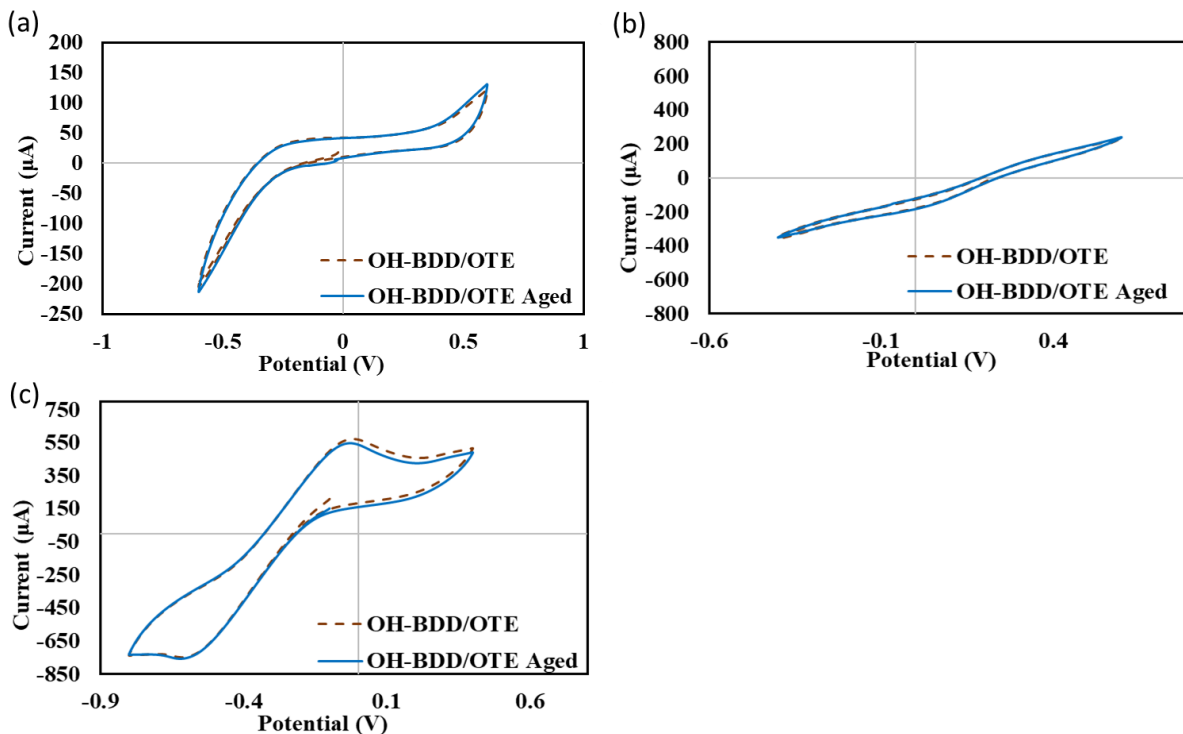 (a)
200
150
100
50
0
-50
-100
-150
-200
-250
Current (µA)
OH-BDD/OTE
OH-BDD/OTE Aged
-1
-0.5
0
0.5
1
Potential (V)
(b)
800
600
400
200
0
-200
-400
-600
-800
Current (µA)
OH-BDD/OTE
OH-BDD/OTE Aged
-0.6
-0.1
0.4
Potential (V)
(c)
750
550
350
150
-50
-250
-450
-650
-850
Current (µA)
OH-BDD/OTE
OH-BDD/OTE Aged
-0.9
-0.4
0.1
0.6
Potential (V)